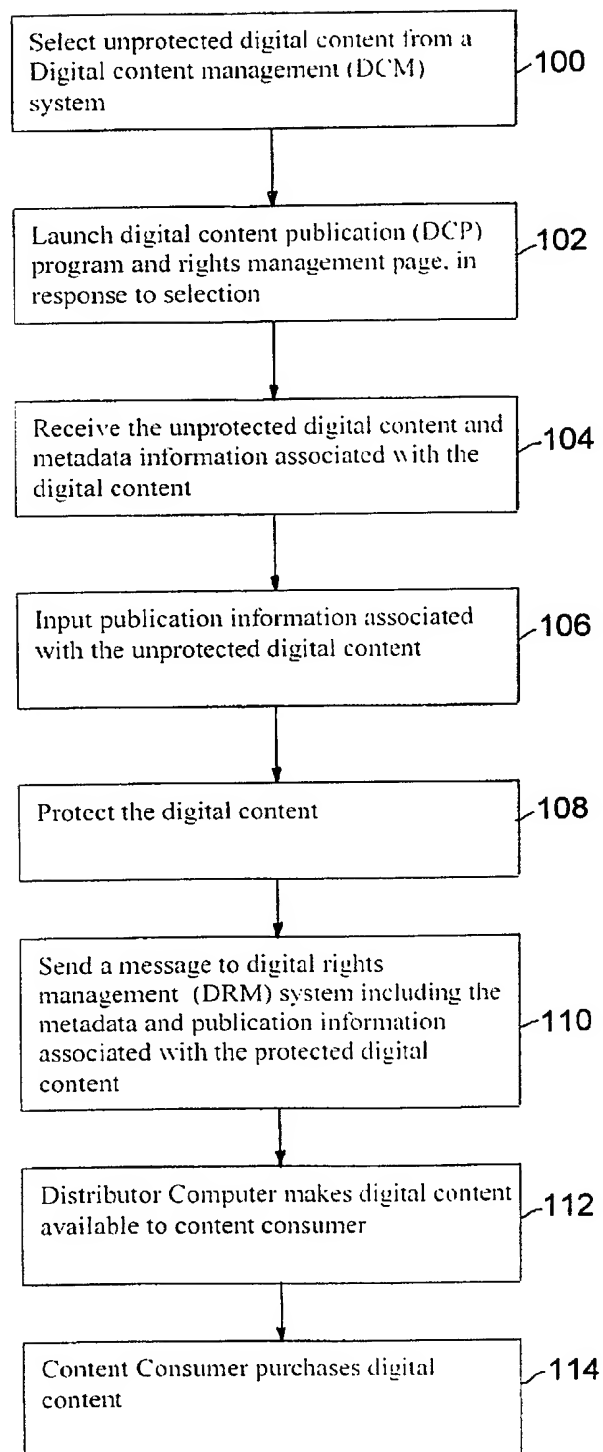 Select unprotected digital content from a
Digital content management (DCM)
system
100
Launch digital content publication (DCP)
program and rights management page, in
response to selection
102
Receive the unprotected digital content and
metadata information associated with the
digital content
104
Input publication information associated
with the unprotected digital content
106
Protect the digital content
108
Send a message to digital rights
management (DRM) system including the
metadata and publication information
associated with the protected digital
content
110
Distributor Computer makes digital content
available to content consumer
112
Content Consumer purchases digital
content
114